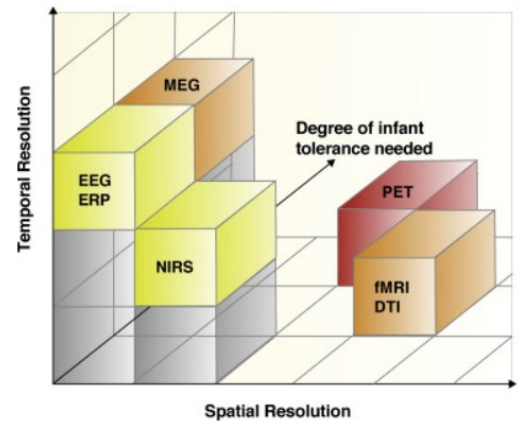 MEG
Degree of infant
tolerance needed
EEG
ERP
PET
NIRS
fMRI
DTI
Temporal Resolution
Spatial Resolution